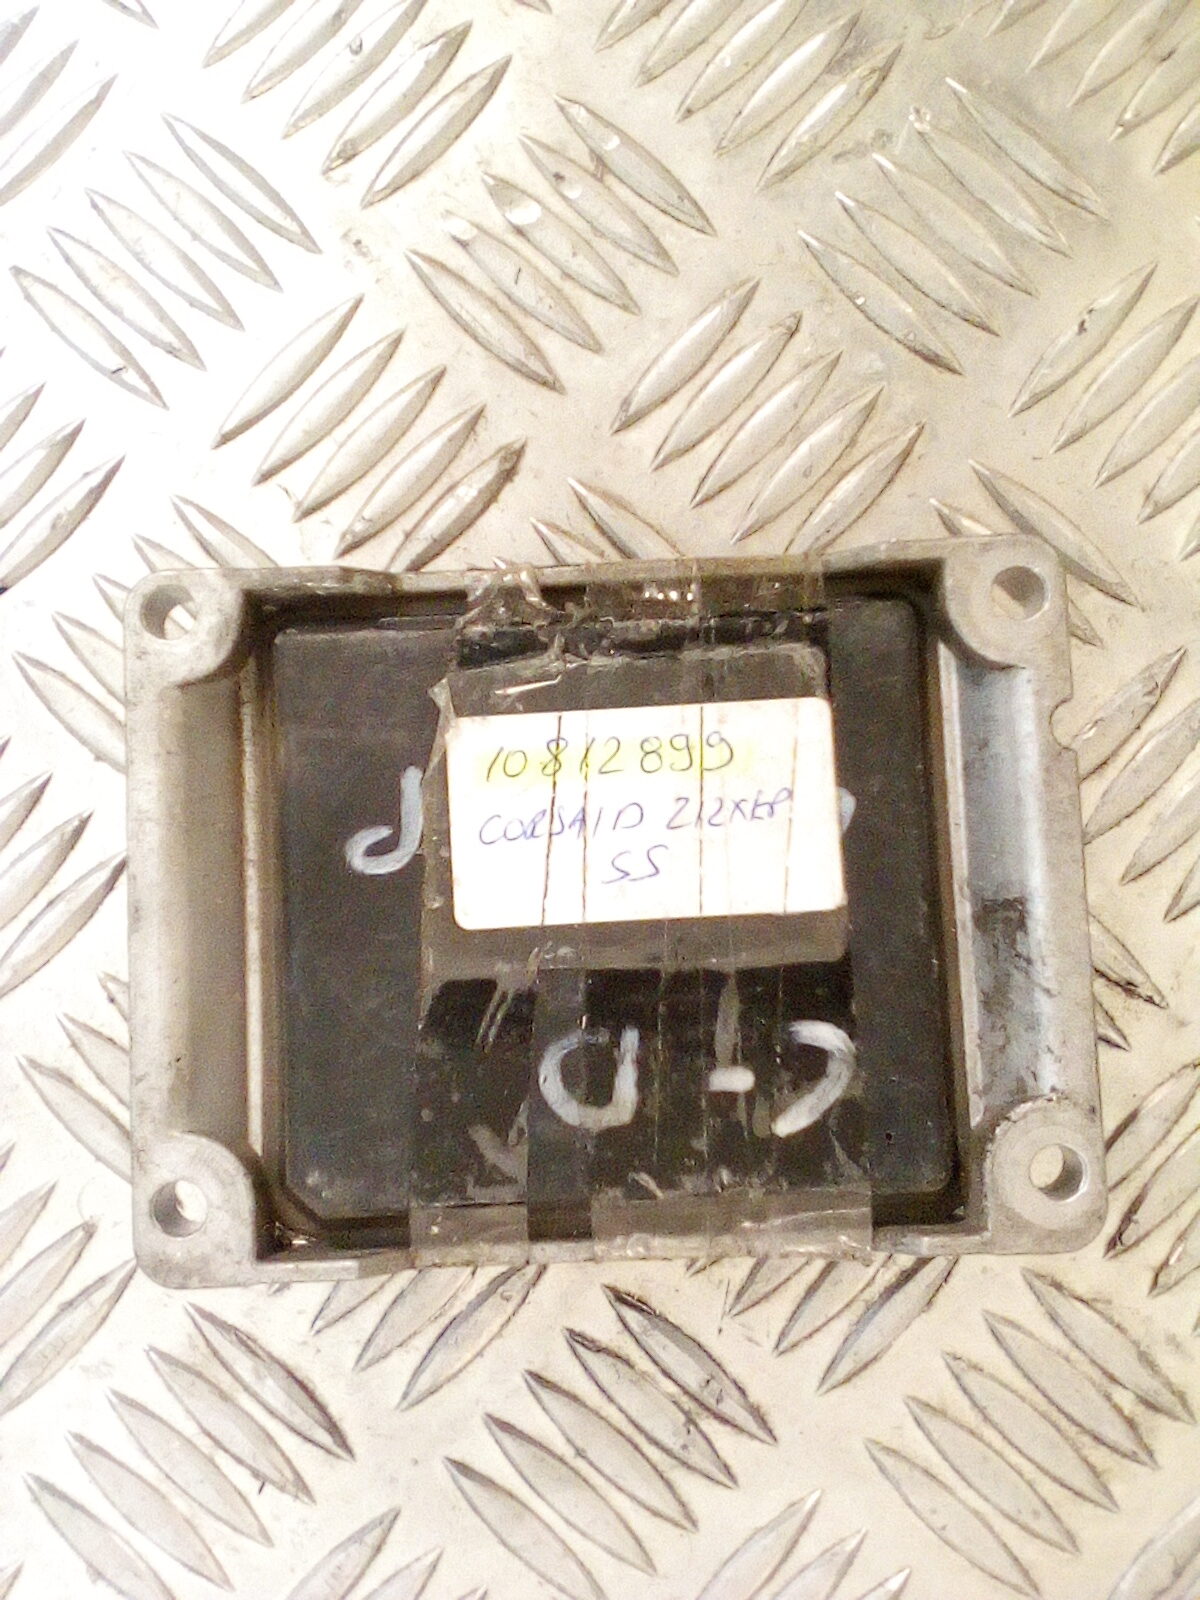 10812899
CORSA/D Z12XEP
SS
C-D